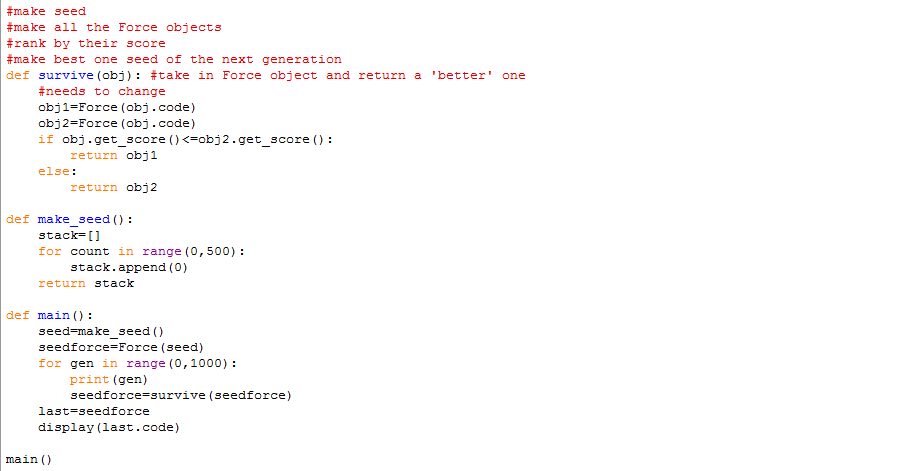 #make seed
#make all the Force objects
#rank by their score
#make best one seed of the next generation
def survive(obj): #take in Force object and return a 'better' one
    #needs to change
    obj1=Force(obj.code)
    obj2=Force(obj.code)
    if obj.get_score()<=obj2.get_score():
        return obj1
    else:
        return obj2

def make_seed():
    stack=[]
    for count in range(0,500):
        stack.append(0)
    return stack

def main():
    seed=make_seed()
    seedforce=Force(seed)
    for gen in range(0,1000):
        print(gen)
        seedforce=survive(seedforce)
    last=seedforce
    display(last.code)

main()